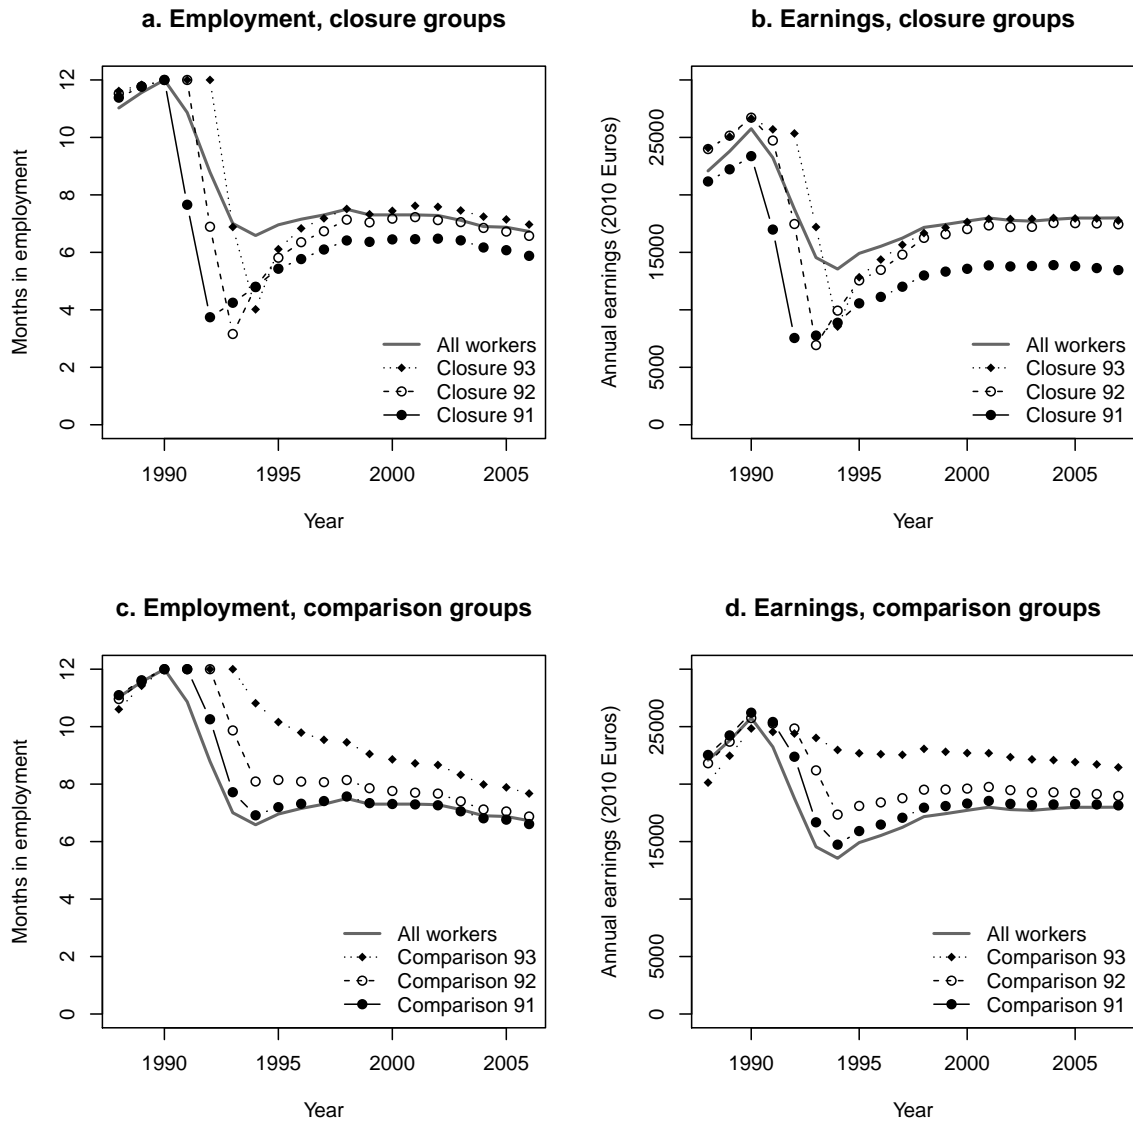 a. Employment, closure groups
Months in employment
12
10
8
6
4
2
0
All workers
Closure 93
Closure 92
Closure 91
1990 1995 2000 2005
Year
b. Earnings, closure groups
Annual earnings (2010 Euros)
25000
15000
5000
0
All workers
Closure 93
Closure 92
Closure 91
1990 1995 2000 2005
Year
c. Employment, comparison groups
Months in employment
12
10
8
6
4
2
0
All workers
Comparison 93
Comparison 92
Comparison 91
1990 1995 2000 2005
Year
d. Earnings, comparison groups
Annual earnings (2010 Euros)
25000
15000
5000
0
All workers
Comparison 93
Comparison 92
Comparison 91
1990 1995 2000 2005
Year